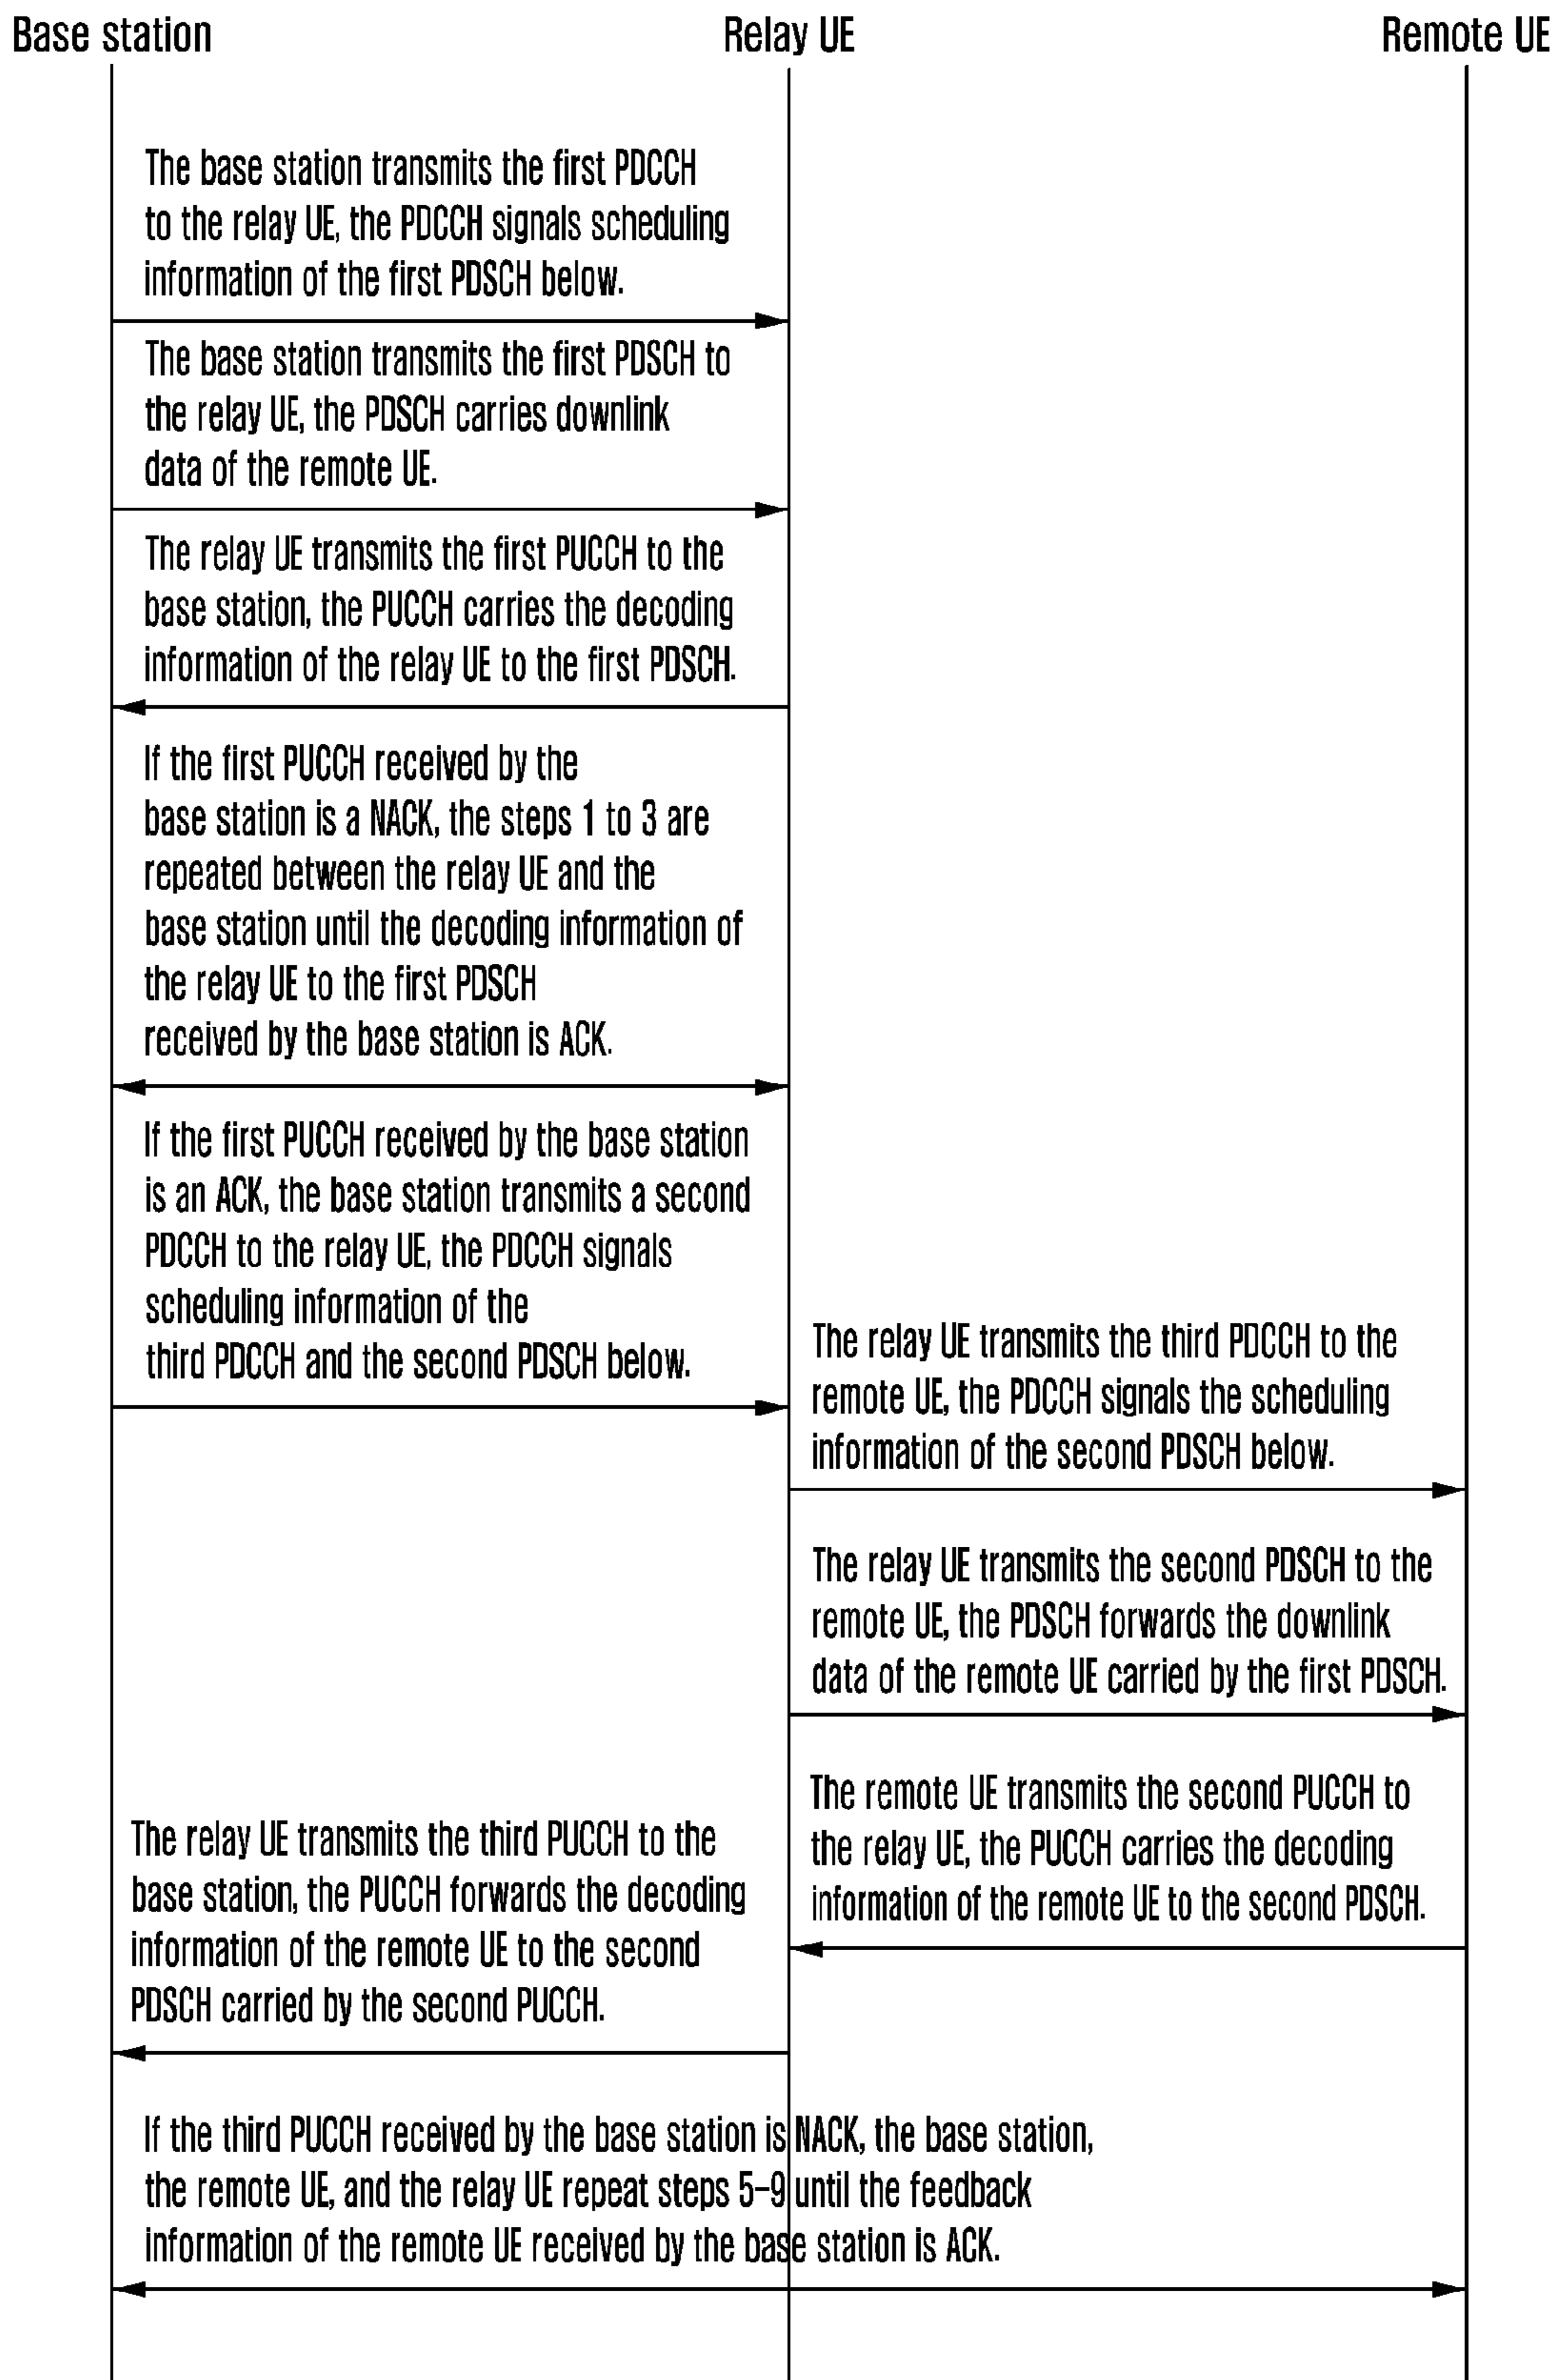 Base station
Relay UE
Remote UE
The base station transmits the first PDCCH
to the relay UE, the PDCCH signals scheduling
information of the first PDSCH below.
The base station transmits the first PDSCH to
the relay UE, the PDSCH carries downlink
data of the remote UE.
The relay UE transmits the first PUCCH to the
base station, the PUCCH carries the decoding
information of the relay UE to the first PDSCH.
If the first PUCCH received by the
base station is a NACK, the steps 1 to 3 are
repeated between the relay UE and the
base station until the decoding information of
the relay UE to the first PDSCH
received by the base station is ACK.
If the first PUCCH received by the base station
is an ACK, the base station transmits a second
PDCCH to the relay UE, the PDCCH signals
scheduling information of the
third PDCCH and the second PDSCH below.
The relay UE transmits the third PDCCH to the
remote UE, the PDCCH signals the scheduling
information of the second PDSCH below.
The relay UE transmits the second PDSCH to the
remote UE, the PDSCH forwards the downlink
data of the remote UE carried by the first PDSCH.
The remote UE transmits the second PUCCH to
the relay UE, the PUCCH carries the decoding
information of the remote UE to the second PDSCH.
The relay UE transmits the third PUCCH to the
base station, the PUCCH forwards the decoding
information of the remote UE to the second
PDSCH carried by the second PUCCH.
If the third PUCCH received by the base station is NACK, the base station,
the remote UE, and the relay UE repeat steps 5–9 until the feedback
information of the remote UE received by the base station is ACK.